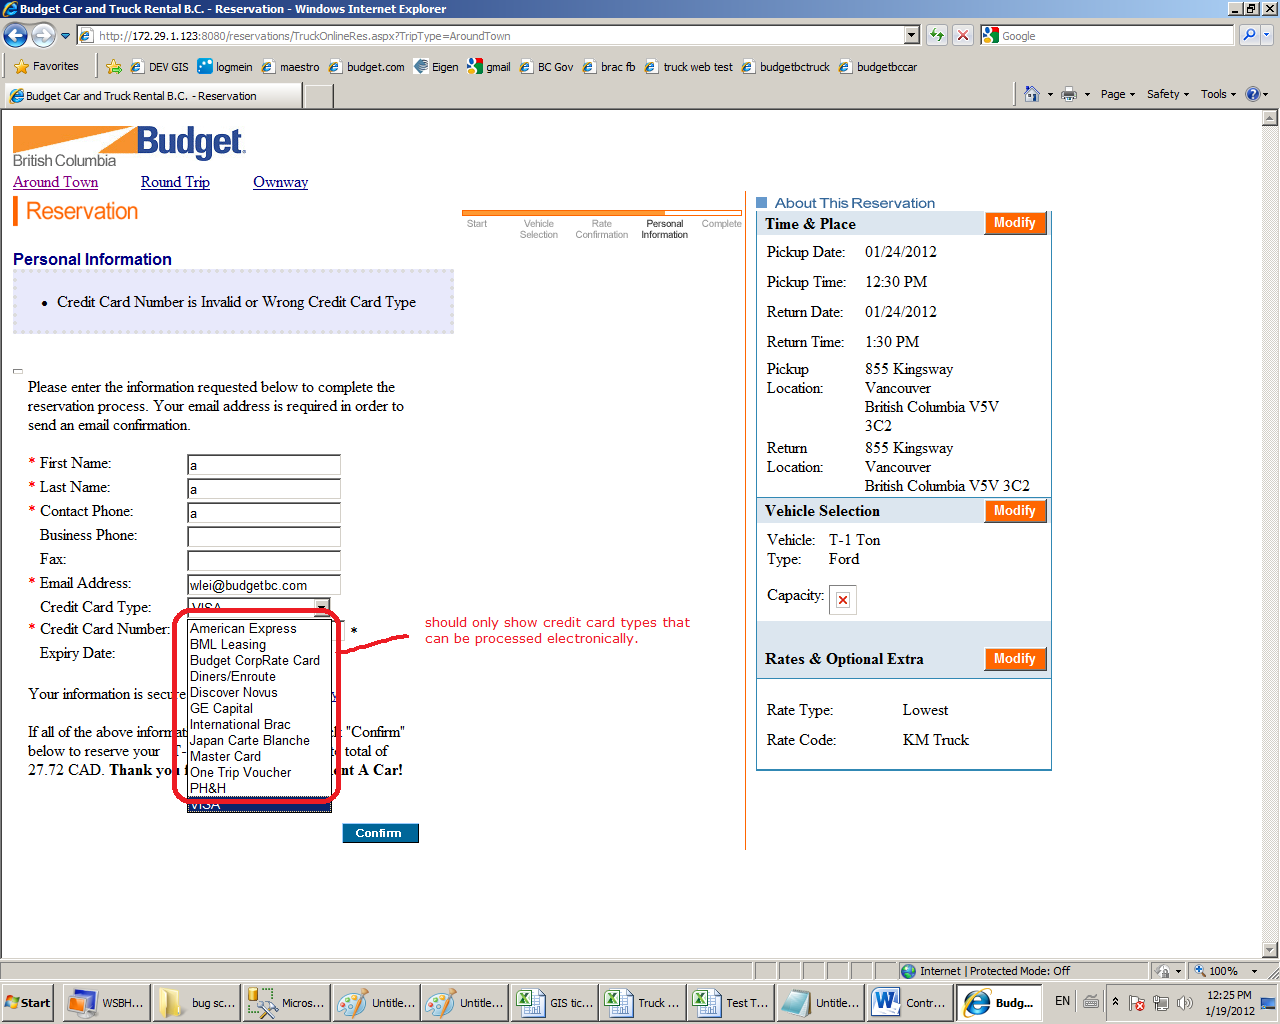 Budget Car and Truck Rental B.C. - Reservation - Windows Internet Explorer
http://172.29.1.123:8080/reservations/TruckOnlineRes.aspx?TripType=AroundTown
Google
Favorites
DEV GIS
logmein
maestro
budget.com
Eigen
gmail
BC Gov
brac fb
truck web test
budgetbctruck
budgetbccar
Budget Car and Truck Rental B.C. - Reservation
Page
Safety
Tools
Budget
British Columbia
Around Town
Round Trip
Ownway
Reservation
Start
Vehicle Selection
Rate Confirmation
Personal Information
Complete
Personal Information
• Credit Card Number is Invalid or Wrong Credit Card Type
Please enter the information requested below to complete the
reservation process. Your email address is required in order to
send an email confirmation.
* First Name: a
* Last Name: a
* Contact Phone: a
Business Phone:
Fax:
* Email Address: wlei@budgetbc.com
Credit Card Type: VISA
* Credit Card Number: *
Expiry Date:
American Express
BML Leasing
Budget CorpRate Card
Diners/Enroute
Discover Novus
GE Capital
International Brac
Japan Carte Blanche
Master Card
One Trip Voucher
PH&H
VISA
should only show credit card types that
can be processed electronically.
Your information is secure
If all of the above informat "Confirm"
below to reserve your T- total of
27.72 CAD. Thank you f nt A Car!
Confirm
About This Reservation
Time & Place Modify
Pickup Date: 01/24/2012
Pickup Time: 12:30 PM
Return Date: 01/24/2012
Return Time: 1:30 PM
Pickup 855 Kingsway
Location: Vancouver
British Columbia V5V
3C2
Return 855 Kingsway
Location: Vancouver
British Columbia V5V 3C2
Vehicle Selection Modify
Vehicle: T-1 Ton
Type: Ford
Capacity:
Rates & Optional Extra Modify
Rate Type: Lowest
Rate Code: KM Truck
Internet | Protected Mode: Off
100%
Start
WSBH...
bug sc...
Micros...
Untitle...
Untitle...
GIS tic...
Truck ...
Test T...
Untitle...
Contr...
Budg...
EN
12:25 PM
1/19/2012